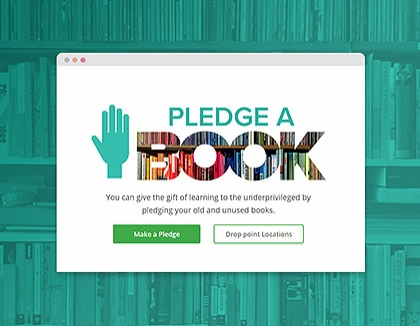 PLEDGE A
BOOK
You can give the gift of learning to the underprivileged by
pledging your old and unused books.
Make a Pledge
Drop point Locations